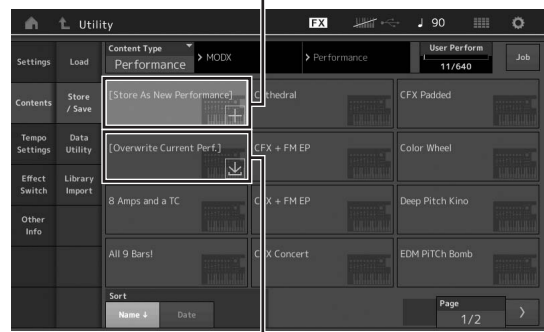 Utility
FX
♩ 90
Settings
Load
Content Type
Performance
> MODX
> Performance
User Perform
11/640
Job
Contents
Store
/ Save
[Store As New Performance]
Cathedral
CFX Padded
Tempo
Settings
Data
Utility
[Overwrite Current Perf.]
CFX + FM EP
Color Wheel
Effect
Switch
Library
Import
8 Amps and a TC
CFX + FM EP
Deep Pitch Kino
Other
Info
All 9 Bars!
CFX Concert
EDM PiTCh Bomb
Sort
Name ↓
Date
Page
1/2